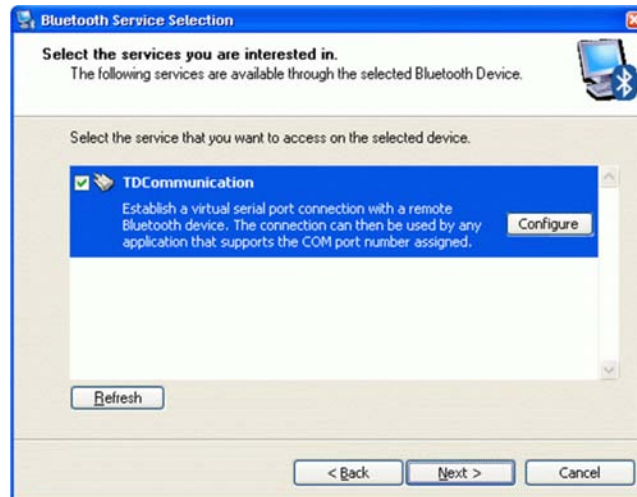 Bluetooth Service Selection
Select the services you are interested in.
The following services are available through the selected Bluetooth Device.
Select the service that you want to access on the selected device.
TDCommunication
Establish a virtual serial port connection with a remote
Bluetooth device. The connection can then be used by any
application that supports the COM port number assigned.
Configure
Refresh
< Back
Next >
Cancel